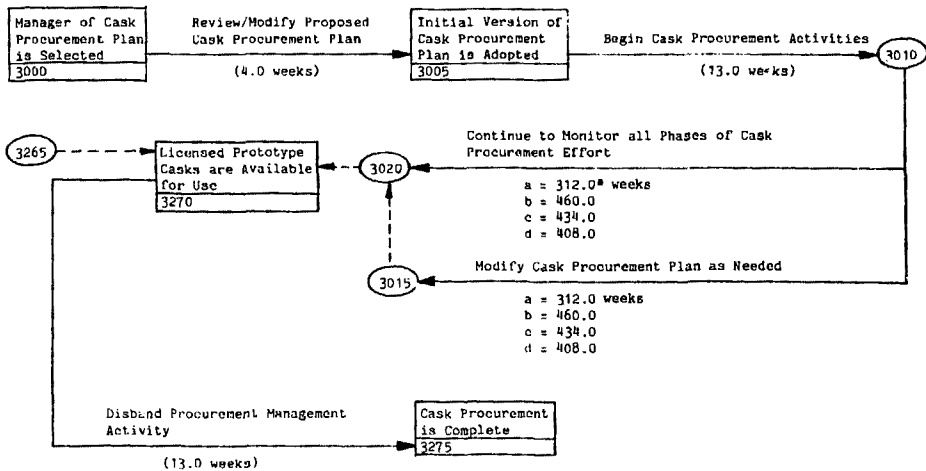 Manager of Cask
Procurement Plan
is Selected
3000
Review/Modify Proposed
Cask Procurement Plan
(4.0 weeks)
Initial Version of
Cask Procurement
Plan is Adopted
3005
Begin Cask Procurement Activities
(13.0 weeks)
3010
3265
Licensed Prototype
Casks are Available
for Use
3270
3020
Continue to Monitor all Phases of Cask
Procurement Effort
a = 312.0* weeks
b = 460.0
c = 434.0
d = 408.0
3015
Modify Cask Procurement Plan as Needed
a = 312.0 weeks
b = 460.0
c = 434.0
d = 408.0
Disband Procurement Management
Activity
(13.0 weeks)
Cask Procurement
is Complete
3275